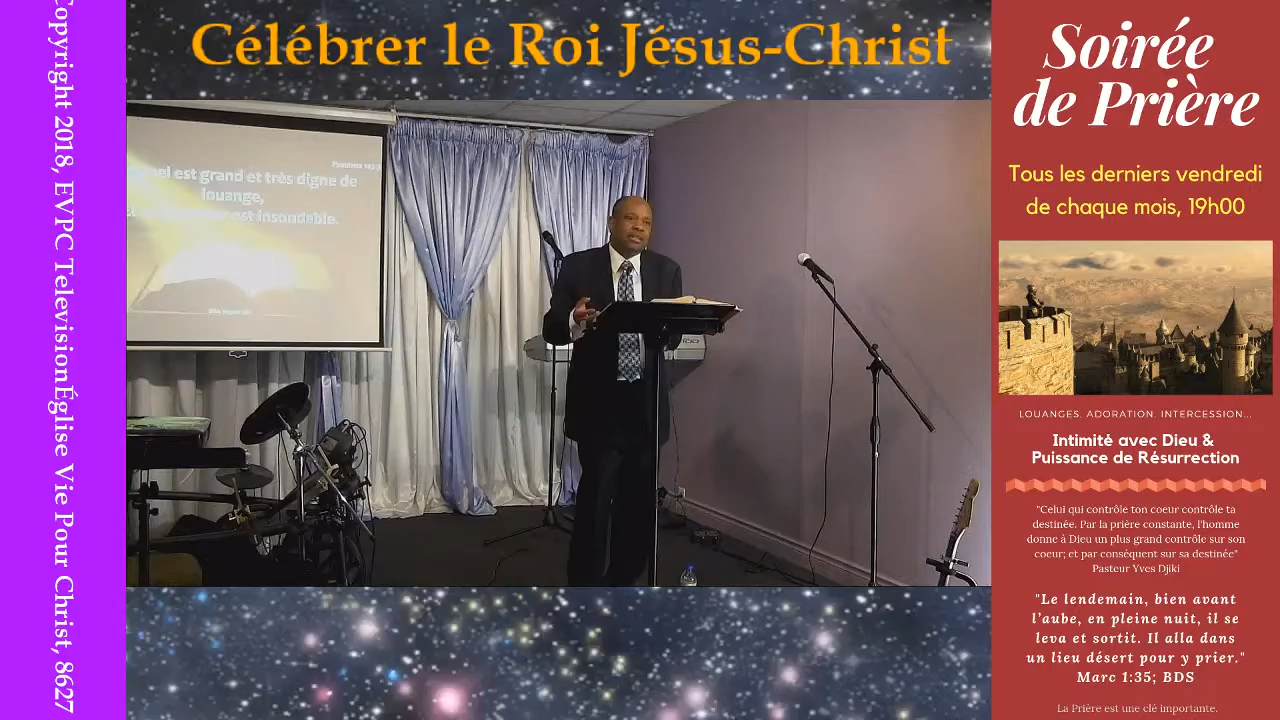 Célébrer le Roi Jésus-Christ
Copyright 2018, EVPC TelevisionÉglise Vie Pour Christ, 8627
est grand et très digne de
louange,
est insondable.
Soirée
de Prière
Tous les derniers vendredi
de chaque mois, 19h00
LOUANGES, ADORATION, INTERCESSION...
Intimité avec Dieu &
Puissance de Résurrection
"Celui qui contrôle ton coeur contrôle ta
destinée. Par la prière constante, l'homme
donne à Dieu un plus grand contrôle sur son
coeur; et par conséquent sur sa destinée"
Pasteur Yves Djiki
"Le lendemain, bien avant
l'aube, en pleine nuit, il se
leva et sortit. Il alla dans
un lieu désert pour y prier."
Marc 1:35; BDS
La Prière est une clé importante.